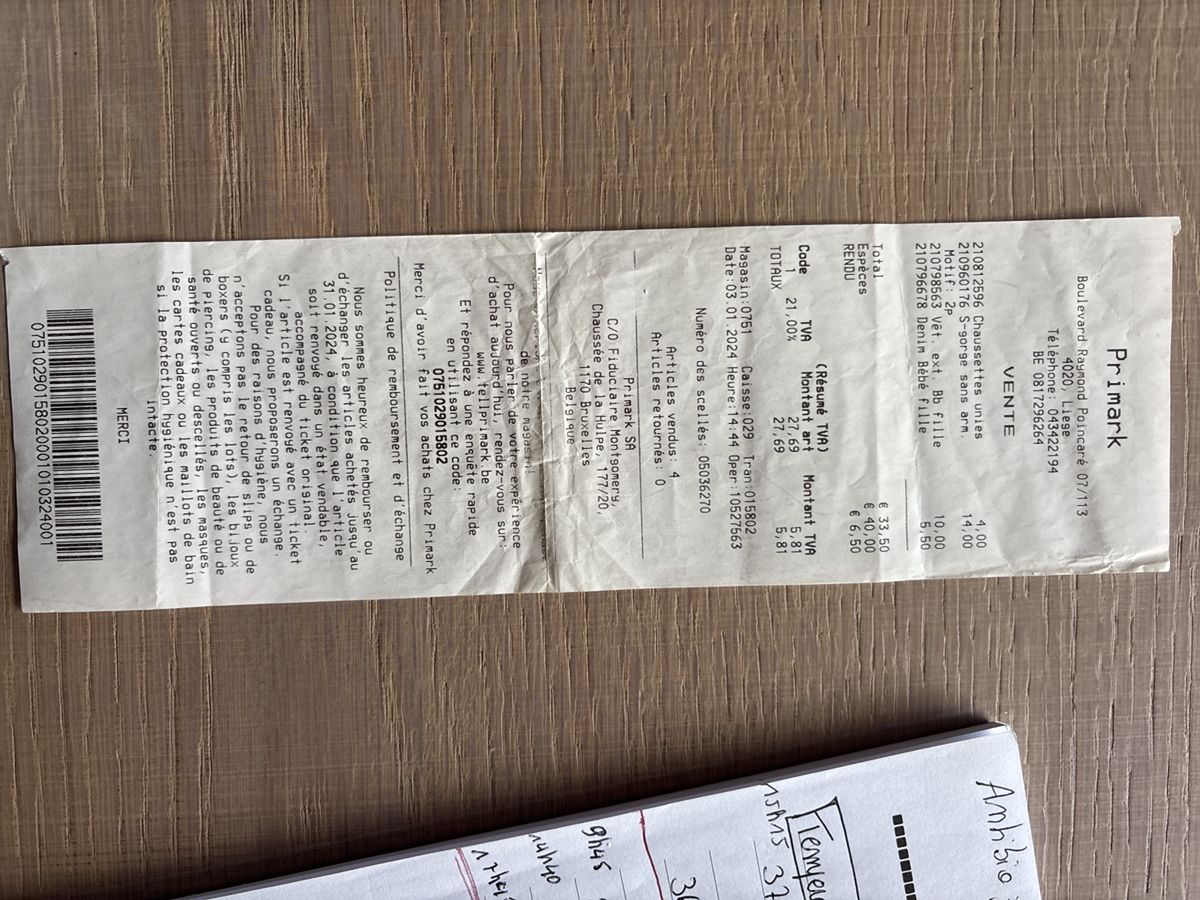 Primark
Boulevard Raymond Poincaré 07/113
4020, Liege
Téléphone: 043422194
BE 0817296264
VENTE
210812596 Chaussettes unies 4,00
210960176 S-gorge sans arm 14,00
Motif: 2P
210798563 Vêt. ext. Bb fille 10,00
210796678 Denim Bébé fille 5,50
Total € 33,50
Espèces € 40,00
RENDU € 6,50
(Résumé TVA)
Code TVA Montant art Montant TVA
1 21,00% 27,69 5,81
TOTAUX 27,69 5,81
Magasin:0751 Caisse:029 Tran:015802
Date:03.01.2024 Heure:14:44 Oper:10527563
Numéro des scellés: 05036270
Articles vendus: 4
Articles retournés: 0
Primark SA
C/O Fiduciaire Montgomery
Chaussée de la Hulpe, 177/20,
1170 Bruxelles
Belgique
de notre magasin.
Pour nous parler de votre expérience
d'achat aujourd'hui, rendez-vous sur:
www.tellprimark.be
Et répondez à une enquête rapide
en utilisant ce code:
0751029015802
Merci d'avoir fait vos achats chez Primark
Politique de remboursement et d'échange
Nous sommes heureux de rembourser ou
d'échanger les articles achetés jusqu'au
31.01.2024, à condition que l'article
soit renvoyé dans un état vendable,
accompagné du ticket original.
Si l'article est renvoyé avec un ticket
cadeau, nous proposerons un échange.
Pour des raisons d'hygiène, nous
n'acceptons pas le retour de slips ou de
boxers (y compris les lots), les bijoux
de piercing, les produits de beauté ou de
santé ouverts ou descellés, les masques,
les cartes cadeaux ou les maillots de bain
si la protection hygiénique n'est pas
intacte.
MERCI
07510290158020000103240​01
Antibio
15h15 37
9h45
14h40